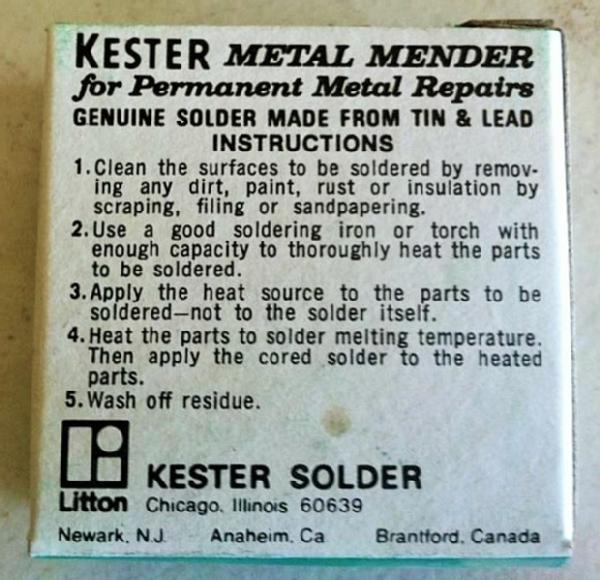 KESTER METAL MENDER
for Permanent Metal Repairs
GENUINE SOLDER MADE FROM TIN & LEAD
INSTRUCTIONS
1. Clean the surfaces to be soldered by remov-
ing any dirt, paint, rust or insulation by
scraping, filing or sandpapering.
2. Use a good soldering iron or torch with
enough capacity to thoroughly heat the parts
to be soldered.
3. Apply the heat source to the parts to be
soldered—not to the solder itself.
4. Heat the parts to solder melting temperature.
Then apply the cored solder to the heated
parts.
5. Wash off residue.
KESTER SOLDER
Litton Chicago, Illinois 60639
Newark, N.J. Anaheim, Ca Brantford, Canada